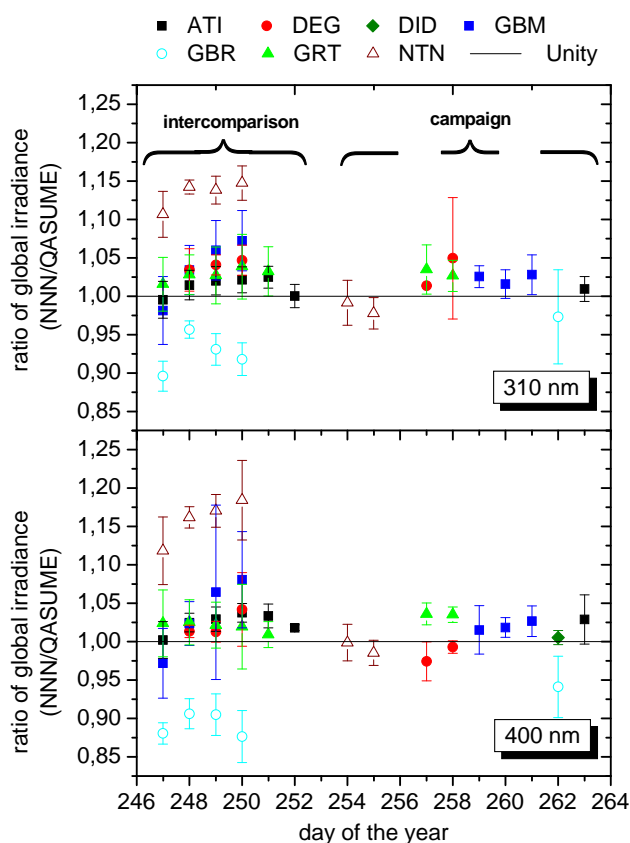 ATI DEG DID GBM
GBR GRT NTN Unity
1,25
1,20
1,15
1,10
1,05
1,00
0,95
0,90
0,85
ratio of global irradiance
(NNN/QASUME)
intercomparison
campaign
310 nm
1,25
1,20
1,15
1,10
1,05
1,00
0,95
0,90
0,85
ratio of global irradiance
(NNN/QASUME)
400 nm
246 248 250 252 254 256 258 260 262 264
day of the year